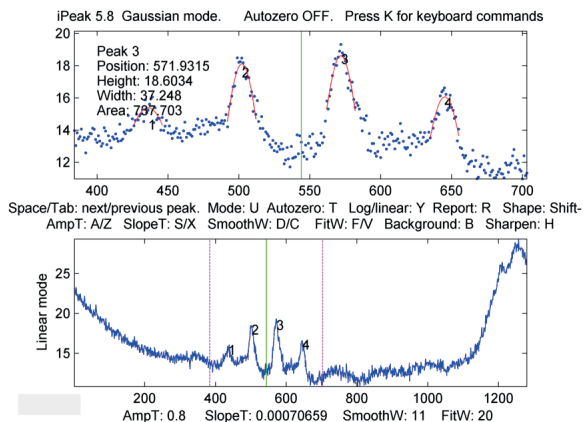 iPeak 5.8 Gaussian mode. Autozero OFF. Press K for keyboard commands
20
18
16
14
12
Peak 3
Position: 571.9315
Height: 18.6034
Width: 37.248
Area: 737.703
1
2
3
4
400 450 500 550 600 650 700
Space/Tab: next/previous peak. Mode: U Autozero: T Log/linear: Y Report: R Shape: Shift-
AmpT: A/Z SlopeT: S/X SmoothW: D/C FitW: F/V Background: B Sharpen: H
Linear mode
25
20
15
1
2
3
4
200 400 600 800 1000 1200
AmpT: 0.8 SlopeT: 0.00070659 SmoothW: 11 FitW: 20